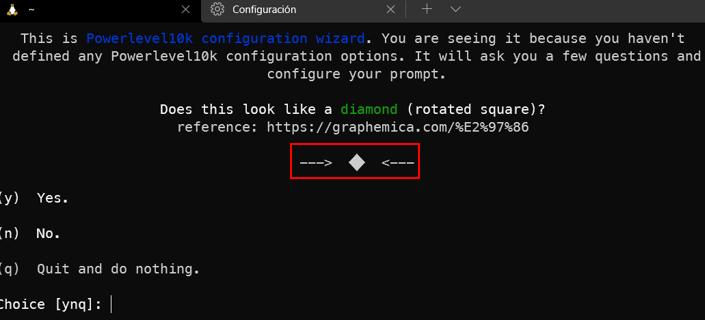 ~
Configuración
This is Powerlevel10k configuration wizard. You are seeing it because you haven't
defined any Powerlevel10k configuration options. It will ask you a few questions and
configure your prompt.
Does this look like a diamond (rotated square)?
reference: https://graphemica.com/%E2%97%86
---> ◆ <---
(y) Yes.
(n) No.
(q) Quit and do nothing.
Choice [ynq]: